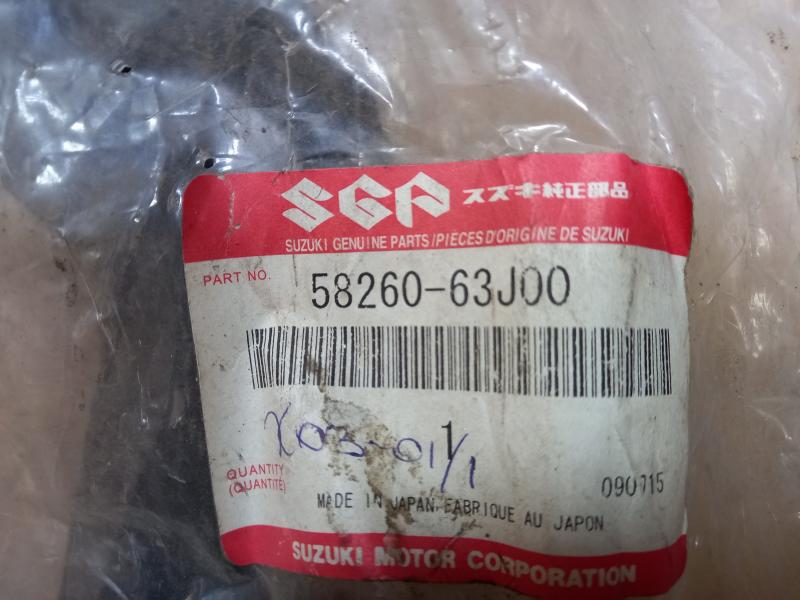 SGP スズキ純正部品
SUZUKI GENUINE PARTS/PIÈCES D'ORIGINE DE SUZUKI
PART NO. 58260-63J00
X03-01/1
1
QUANTITY
(QUANTITÉ)
090715
MADE IN JAPAN/FABRIQUE AU JAPON
SUZUKI MOTOR CORPORATION